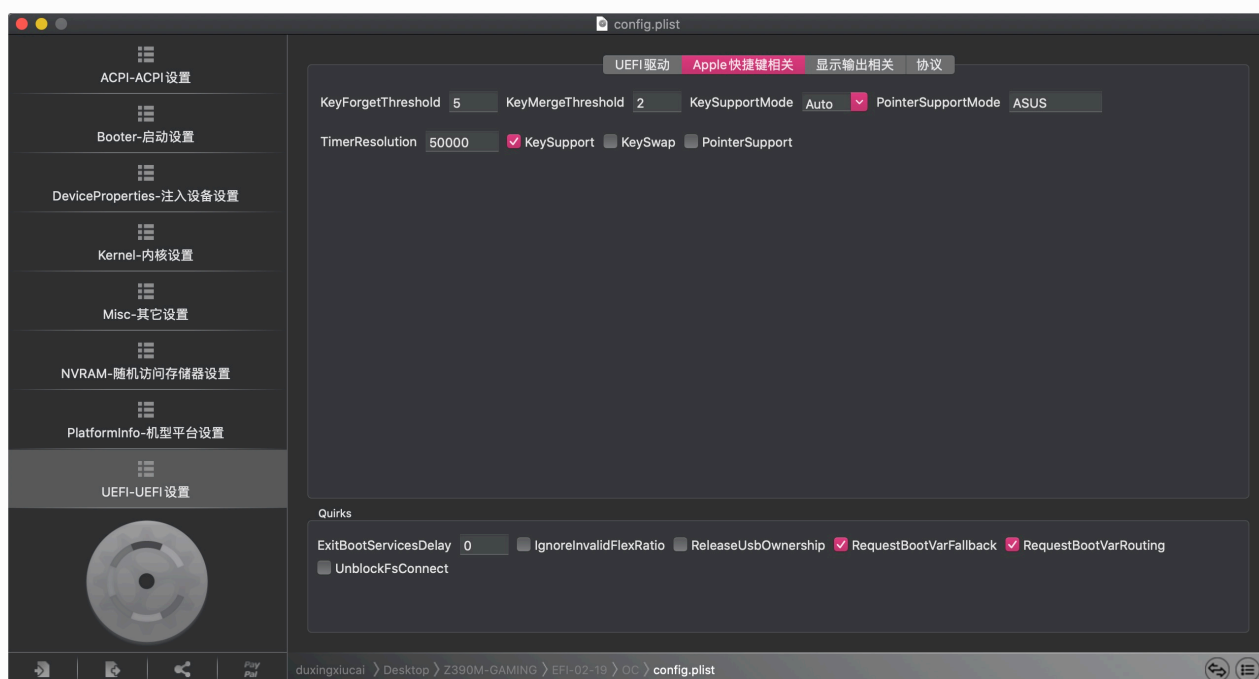 config.plist
ACPI-ACPI设置
Booter-启动设置
DeviceProperties-注入设备设置
Kernel-内核设置
Misc-其它设置
NVRAM-随机访问存储器设置
PlatformInfo-机型平台设置
UEFI-UEFI设置
UEFI驱动 Apple快捷键相关 显示输出相关 协议
KeyForgetThreshold 5 KeyMergeThreshold 2 KeySupportMode Auto PointerSupportMode ASUS
TimerResolution 50000 KeySupport KeySwap PointerSupport
Quirks
ExitBootServicesDelay 0 IgnoreInvalidFlexRatio ReleaseUsbOwnership RequestBootVarFallback RequestBootVarRouting
UnblockFsConnect
Pay
Pal
duxingxiucai 〉Desktop 〉Z390M-GAMING 〉EFI-02-19 〉OC 〉config.plist